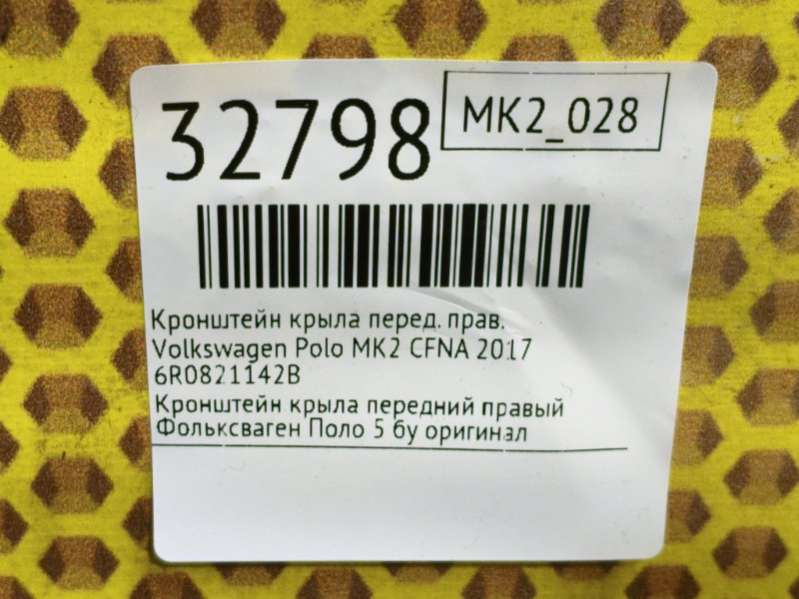 32798
MK2_028
Кронштейн крыла перед. прав.
Volkswagen Polo MK2 CFNA 2017
6R0821142B
Кронштейн крыла передний правый
Фольксваген Поло 5 бу оригинал